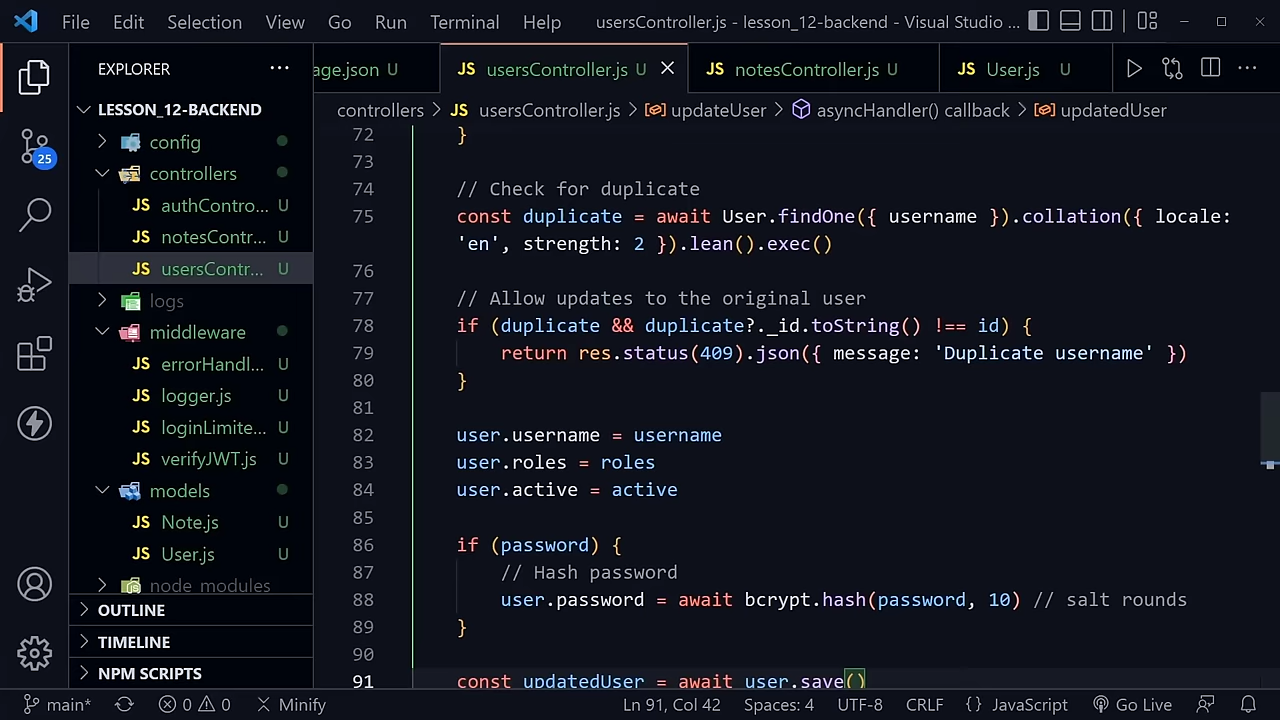 File Edit Selection View Go Run Terminal Help usersController.js - lesson_12-backend - Visual Studio ...
EXPLORER ...
age.json U
JS usersController.js U
JS notesController.js U
JS User.js U
controllers > JS usersController.js > updateUser > asyncHandler() callback > updatedUser
LESSON_12-BACKEND
config
controllers
JS authContro... U
JS notesContr... U
JS usersContr... U
logs
middleware
JS errorHandl... U
JS logger.js U
JS loginLimite... U
JS verifyJWT.js U
models
JS Note.js U
JS User.js U
node_modules
OUTLINE
TIMELINE
NPM SCRIPTS
25
72 }
73
74 // Check for duplicate
75 const duplicate = await User.findOne({ username }).collation({ locale:
'en', strength: 2 }).lean().exec()
76
77 // Allow updates to the original user
78 if (duplicate && duplicate?._id.toString() !== id) {
79 return res.status(409).json({ message: 'Duplicate username' })
80 }
81
82 user.username = username
83 user.roles = roles
84 user.active = active
85
86 if (password) {
87 // Hash password
88 user.password = await bcrypt.hash(password, 10) // salt rounds
89 }
90
91 const updatedUser = await user.save()
main* 0 0 Minify Ln 91, Col 42 Spaces: 4 UTF-8 CRLF {} JavaScript Go Live